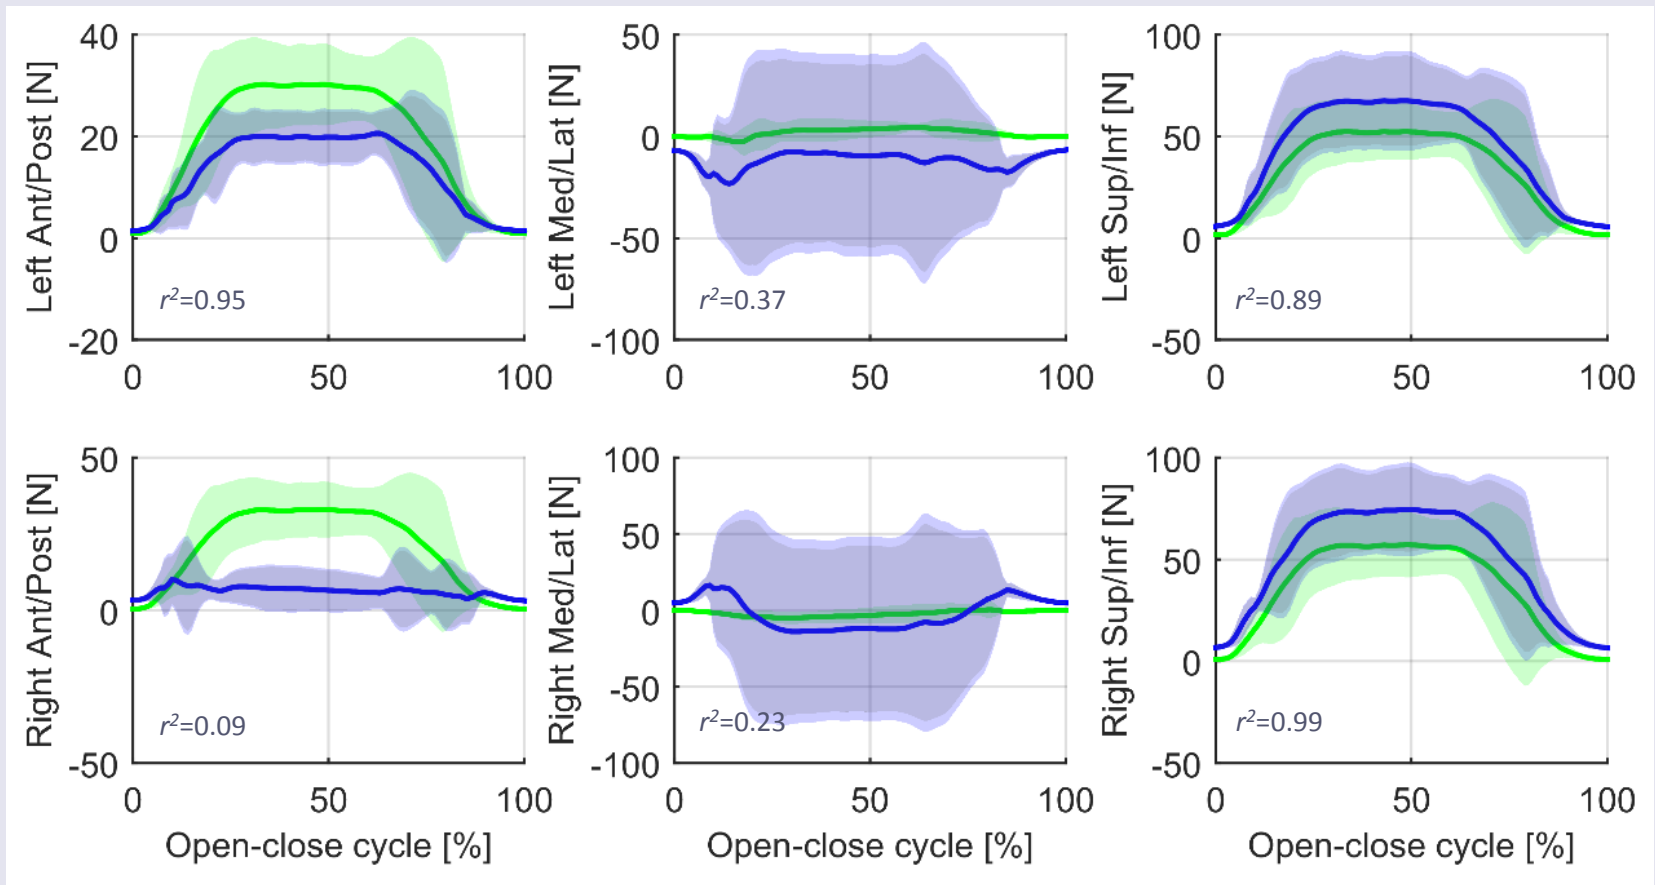 40
20
0
-20
Left Ant/Post [N]
r²=0.95
0 50 100
50
0
-50
-100
Left Med/Lat [N]
r²=0.37
0 50 100
100
50
0
-50
Left Sup/Inf [N]
r²=0.89
0 50 100
50
0
-50
Right Ant/Post [N]
r²=0.09
0 50 100
Open-close cycle [%]
100
50
0
-50
-100
Right Med/Lat [N]
r²=0.23
0 50 100
Open-close cycle [%]
100
50
0
-50
Right Sup/Inf [N]
r²=0.99
0 50 100
Open-close cycle [%]